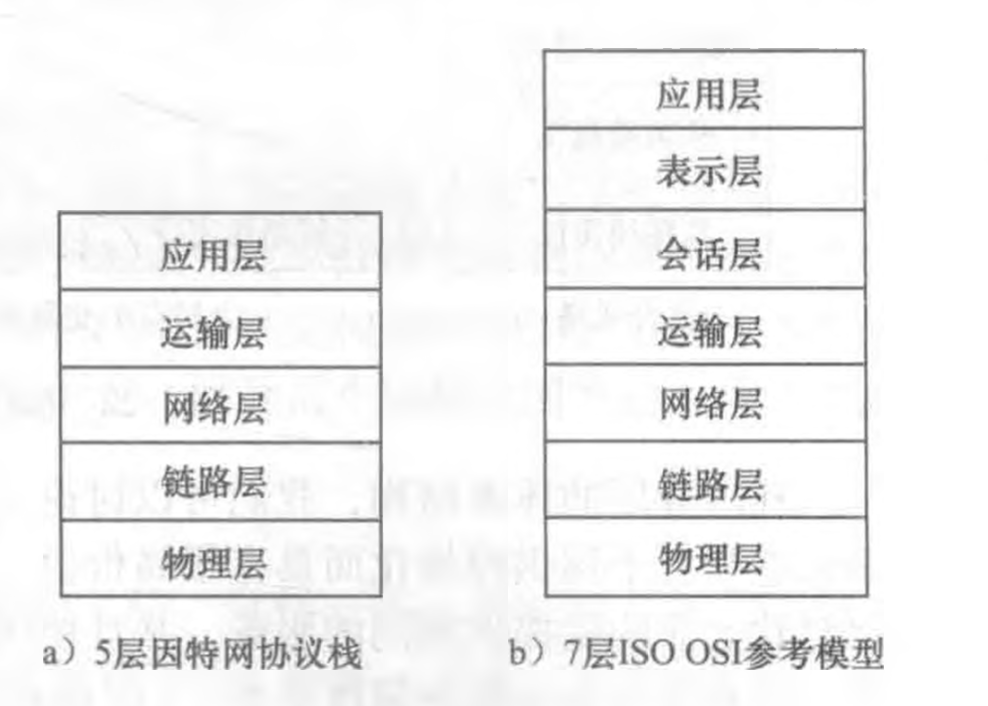 应用层
运输层
网络层
链路层
物理层
a）5层因特网协议栈
应用层
表示层
会话层
运输层
网络层
链路层
物理层
b）7层ISO OSI参考模型